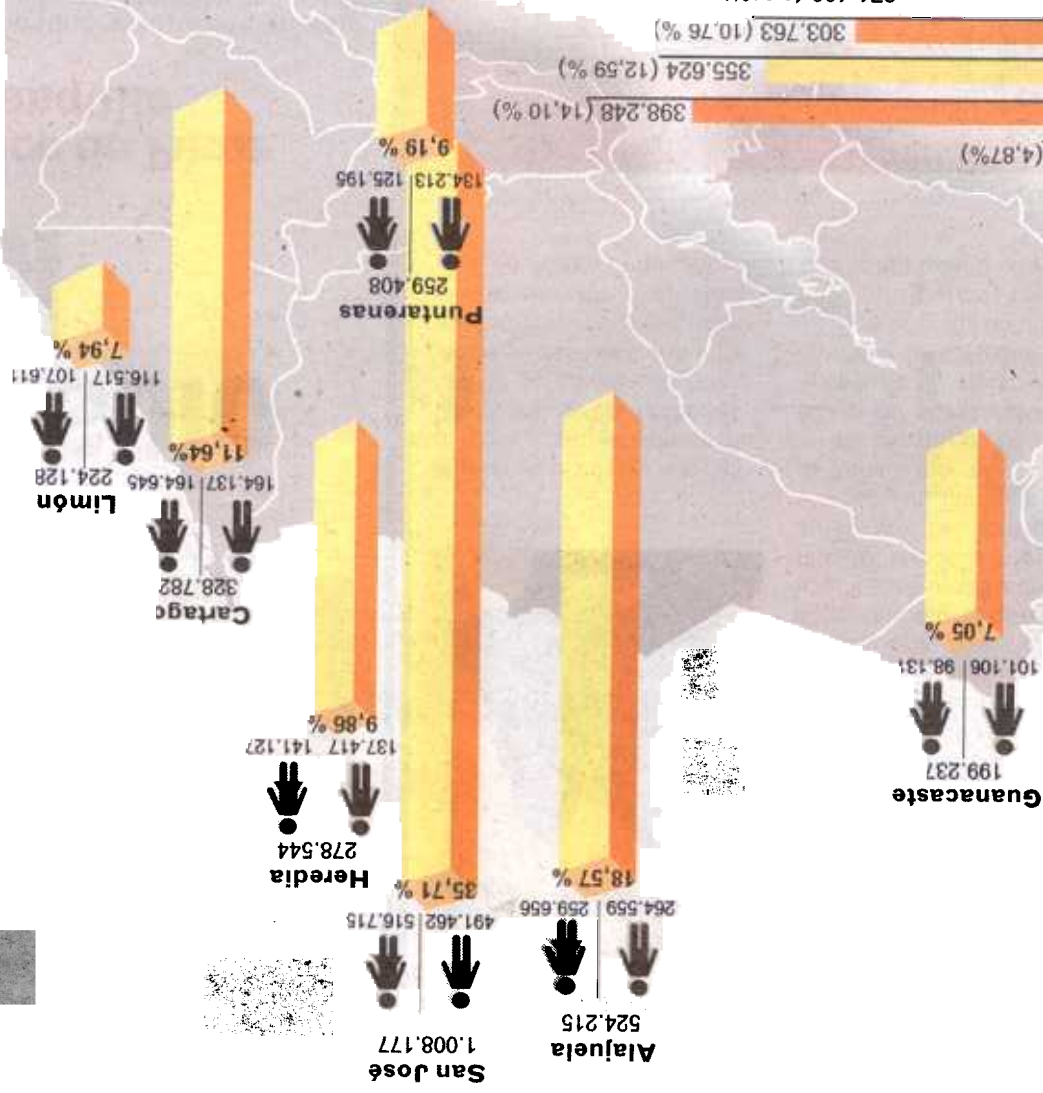 Alajuela
524.215
264.559 259.656
18,57 %
San José
1.008.177
491.462 516.715
35,71 %
Heredia
278.544
137.417 141.127
9,86 %
Guanacaste
199.237
101.106 98.131
7,05 %
Cartago
328.782
164.137 164.645
11,64%
Limón
224.128
116.517 107.611
7,94 %
Puntarenas
259.408
134.213 125.195
9,19 %
(4,87%)
398.248 (14,10 %)
355.624 (12,59 %)
303.763 (10,76 %)